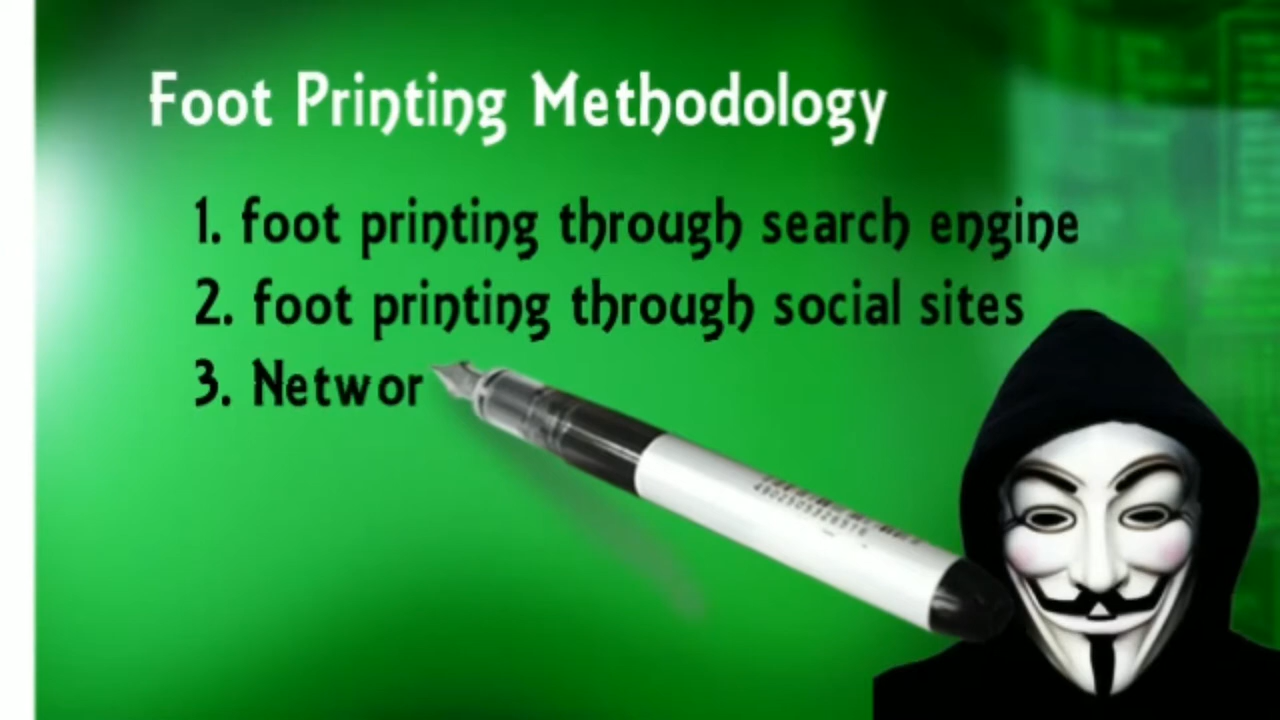 Foot Printing Methodology
1. foot printing through search engine
2. foot printing through social sites
3. Networ